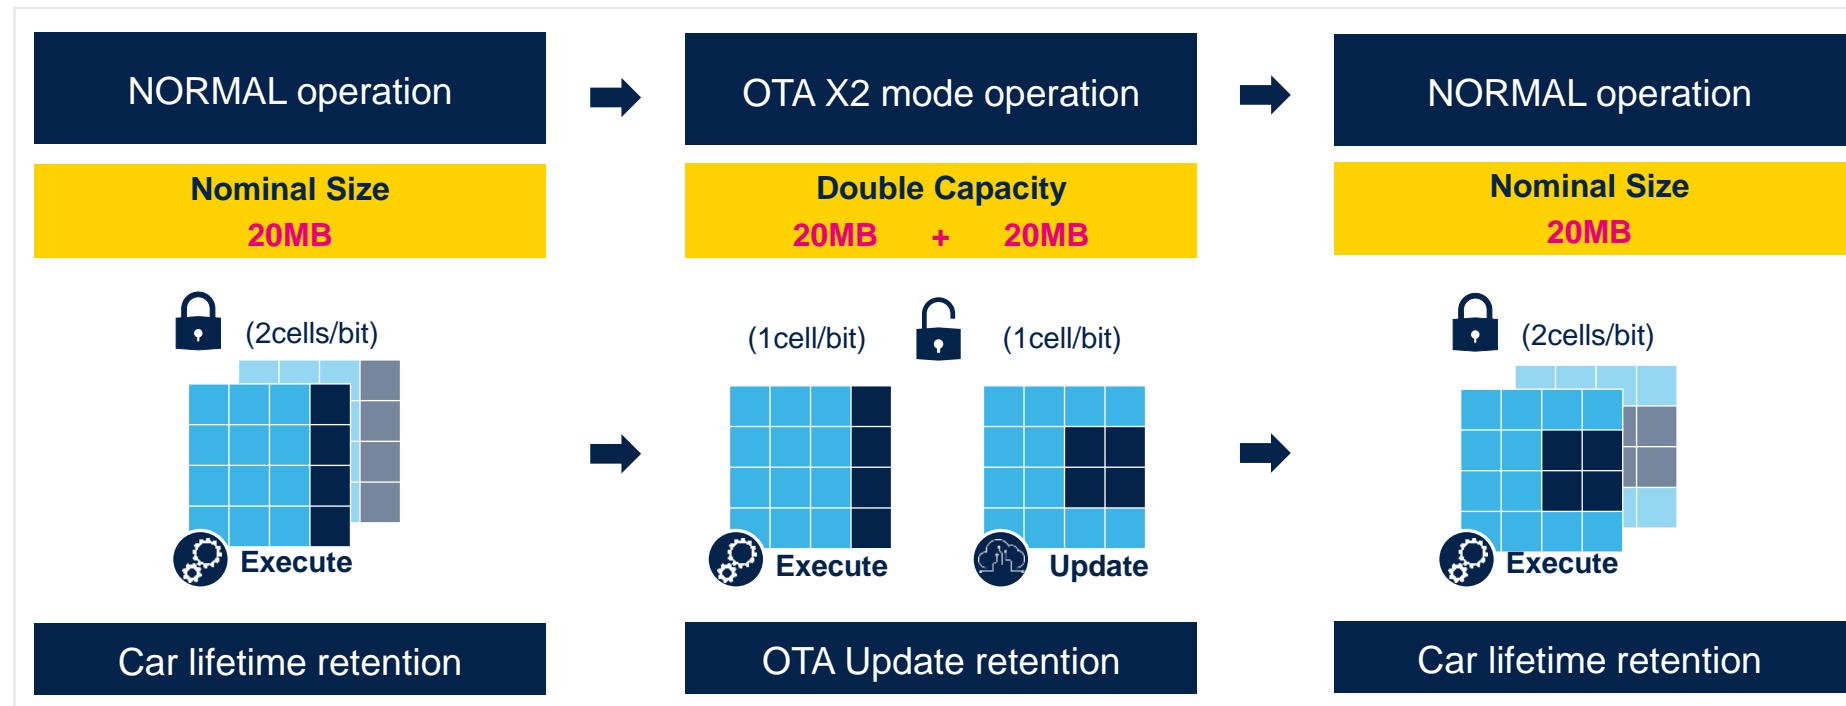 NORMAL operation
OTA X2 mode operation
NORMAL operation
Nominal Size
20MB
Double Capacity
20MB + 20MB
Nominal Size
20MB
(2cells/bit)
(1cell/bit)
(1cell/bit)
(2cells/bit)
Execute
Execute
Update
Execute
Car lifetime retention
OTA Update retention
Car lifetime retention